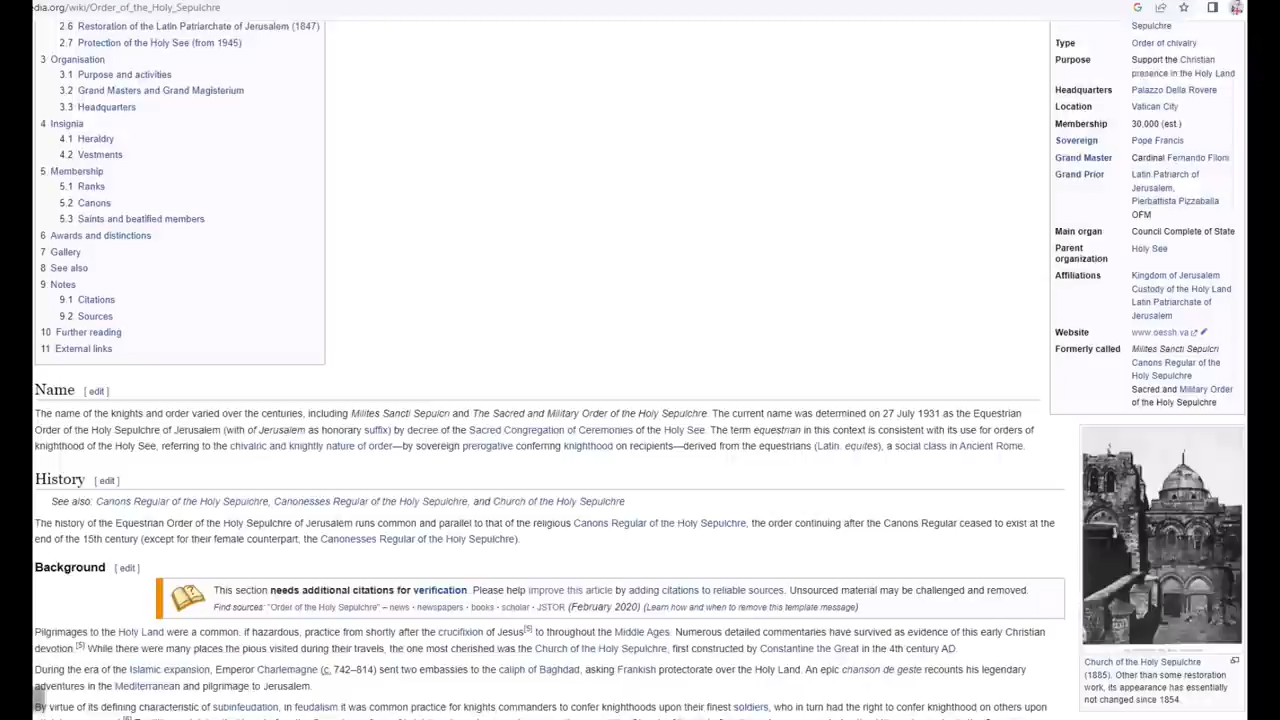 dia.org/wiki/Order_of_the_Holy_Sepulchre
2.6 Restoration of the Latin Patriarchate of Jerusalem (1847)
2.7 Protection of the Holy See (from 1945)
3 Organisation
3.1 Purpose and activities
3.2 Grand Masters and Grand Magisterium
3.3 Headquarters
4 Insignia
4.1 Heraldry
4.2 Vestments
5 Membership
5.1 Ranks
5.2 Canons
5.3 Saints and beatified members
6 Awards and distinctions
7 Gallery
8 See also
9 Notes
9.1 Citations
9.2 Sources
10 Further reading
11 External links
Sepulchre
Type Order of chivalry
Purpose Support the Christian
presence in the Holy Land
Headquarters Palazzo Della Rovere
Location Vatican City
Membership 30,000 (est.)
Sovereign Pope Francis
Grand Master Cardinal Fernando Filoni
Grand Prior Latin Patriarch of
Jerusalem,
Pierbattista Pizzaballa
OFM
Main organ Council Complete of State
Parent Holy See
organization
Affiliations Kingdom of Jerusalem
Custody of the Holy Land
Latin Patriarchate of
Jerusalem
Website www.oessh.va
Formerly called Milites Sancti Sepulcri
Canons Regular of the
Holy Sepulchre
Sacred and Military Order
of the Holy Sepulchre
Name [ edit ]
The name of the knights and order varied over the centuries, including Milites Sancti Sepulcri and The Sacred and Military Order of the Holy Sepulchre. The current name was determined on 27 July 1931 as the Equestrian
Order of the Holy Sepulchre of Jerusalem (with of Jerusalem as honorary suffix) by decree of the Sacred Congregation of Ceremonies of the Holy See. The term equestrian in this context is consistent with its use for orders of
knighthood of the Holy See, referring to the chivalric and knightly nature of order—by sovereign prerogative conferring knighthood on recipients—derived from the equestrians (Latin: equites), a social class in Ancient Rome.
History [ edit ]
See also: Canons Regular of the Holy Sepulchre, Canonesses Regular of the Holy Sepulchre, and Church of the Holy Sepulchre
The history of the Equestrian Order of the Holy Sepulchre of Jerusalem runs common and parallel to that of the religious Canons Regular of the Holy Sepulchre, the order continuing after the Canons Regular ceased to exist at the
end of the 15th century (except for their female counterpart, the Canonesses Regular of the Holy Sepulchre).
Background [ edit ]
This section needs additional citations for verification. Please help improve this article by adding citations to reliable sources. Unsourced material may be challenged and removed.
Find sources: "Order of the Holy Sepulchre" – news · newspapers · books · scholar · JSTOR (February 2020) (Learn how and when to remove this template message)
Pilgrimages to the Holy Land were a common, if hazardous, practice from shortly after the crucifixion of Jesus[5] to throughout the Middle Ages. Numerous detailed commentaries have survived as evidence of this early Christian
devotion.[5] While there were many places the pious visited during their travels, the one most cherished was the Church of the Holy Sepulchre, first constructed by Constantine the Great in the 4th century AD.
During the era of the Islamic expansion, Emperor Charlemagne (c. 742–814) sent two embassies to the caliph of Baghdad, asking Frankish protectorate over the Holy Land. An epic chanson de geste recounts his legendary
adventures in the Mediterranean and pilgrimage to Jerusalem.
By virtue of its defining characteristic of subinfeudation, in feudalism it was common practice for knights commanders to confer knighthoods upon their finest soldiers, who in turn had the right to confer knighthood on others upon
Church of the Holy Sepulchre
(1885). Other than some restoration
work, its appearance has essentially
not changed since 1854.